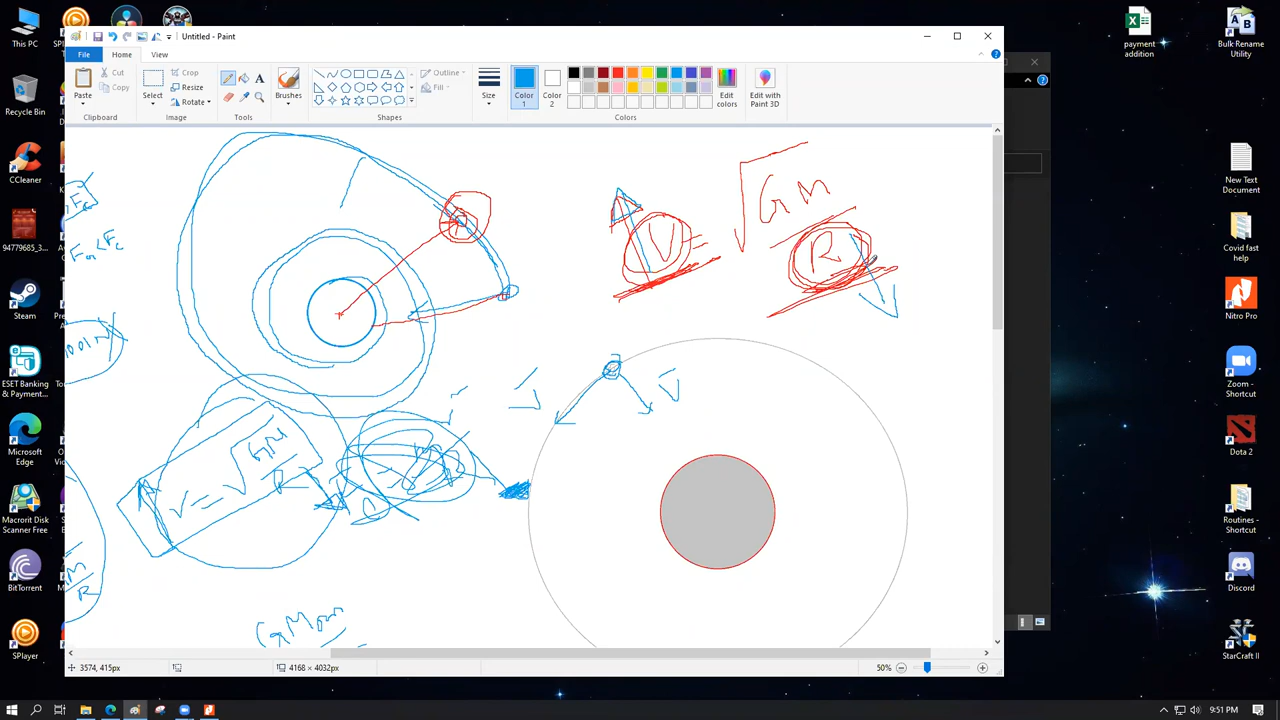 This PC
Recycle Bin
CCleaner
94779685_3...
Steam
ESET Banking
& Payment...
Microsoft
Edge
Macrorit Disk
Scanner Free
BitTorrent
SPlayer
Untitled - Paint
File
Home
View
Paste
Cut
Copy
Clipboard
Select
Crop
Resize
Rotate
Image
A
Tools
Brushes
Shapes
Outline
Fill
Size
Color
1
Color
2
Edit
colors
Edit with
Paint 3D
Colors
V = √GM
R
V
V = √GM
R
M
R
GM
3574, 415px
4168 × 4032px
50%
payment
addition
Bulk Rename
Utility
New Text
Document
Covid fast
help
Nitro Pro
Zoom -
Shortcut
Dota 2
Routines -
Shortcut
Discord
StarCraft II
9:51 PM